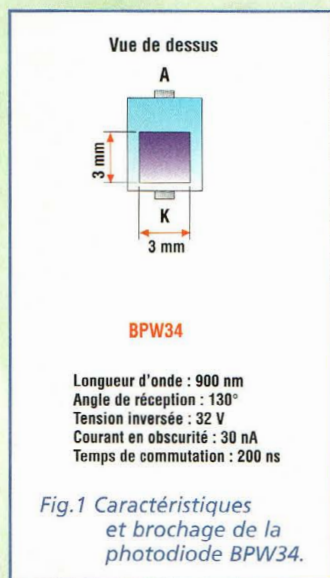 Vue de dessus
A
3 mm
K
3 mm
BPW34
Longueur d'onde : 900 nm
Angle de réception : 130°
Tension inversée : 32 V
Courant en obscurité : 30 nA
Temps de commutation : 200 ns
Fig.1 Caractéristiques
et brochage de la
photodiode BPW34.